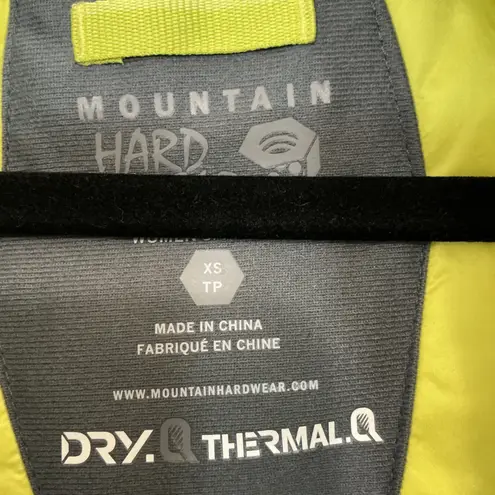 MOUNTAIN
HARD
XS
TP
MADE IN CHINA
FABRIQUÉ EN CHINE
WWW.MOUNTAINHARDWEAR.COM
DRY.Q THERMAL.Q